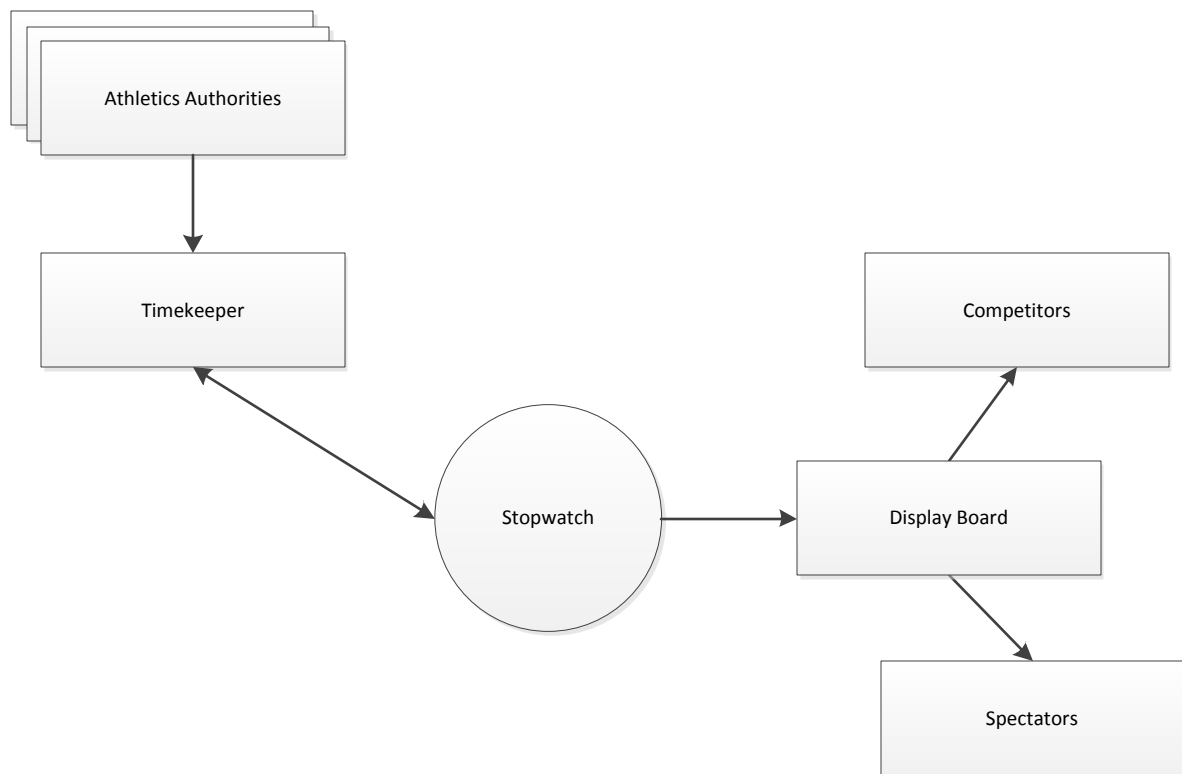 Athletics Authorities
Timekeeper
Competitors
Stopwatch
Display Board
Spectators